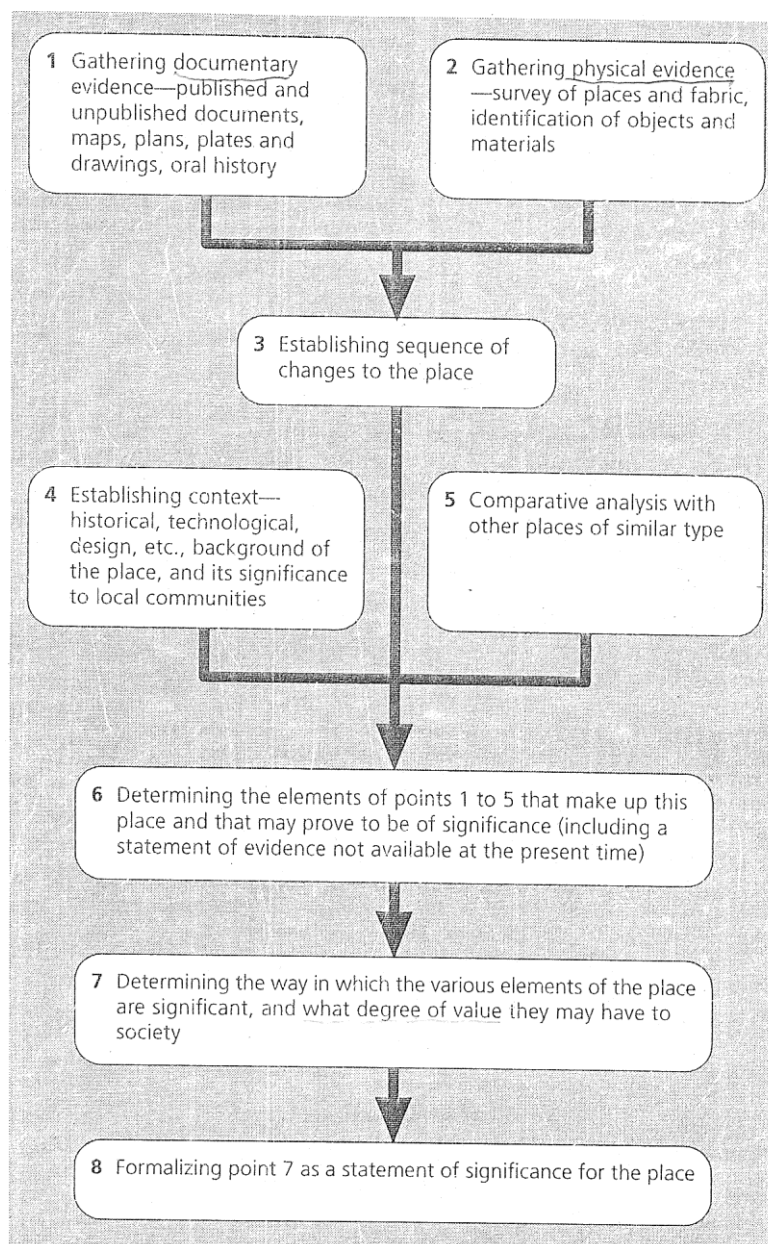 1 Gathering documentary
evidence—published and
unpublished documents,
maps, plans, plates and
drawings, oral history
2 Gathering physical evidence
—survey of places and fabric,
identification of objects and
materials
3 Establishing sequence of
changes to the place
4 Establishing context—
historical, technological,
design, etc., background of
the place, and its significance
to local communities
5 Comparative analysis with
other places of similar type
6 Determining the elements of points 1 to 5 that make up this
place and that may prove to be of significance (including a
statement of evidence not available at the present time)
7 Determining the way in which the various elements of the place
are significant, and what degree of value they may have to
society
8 Formalizing point 7 as a statement of significance for the place